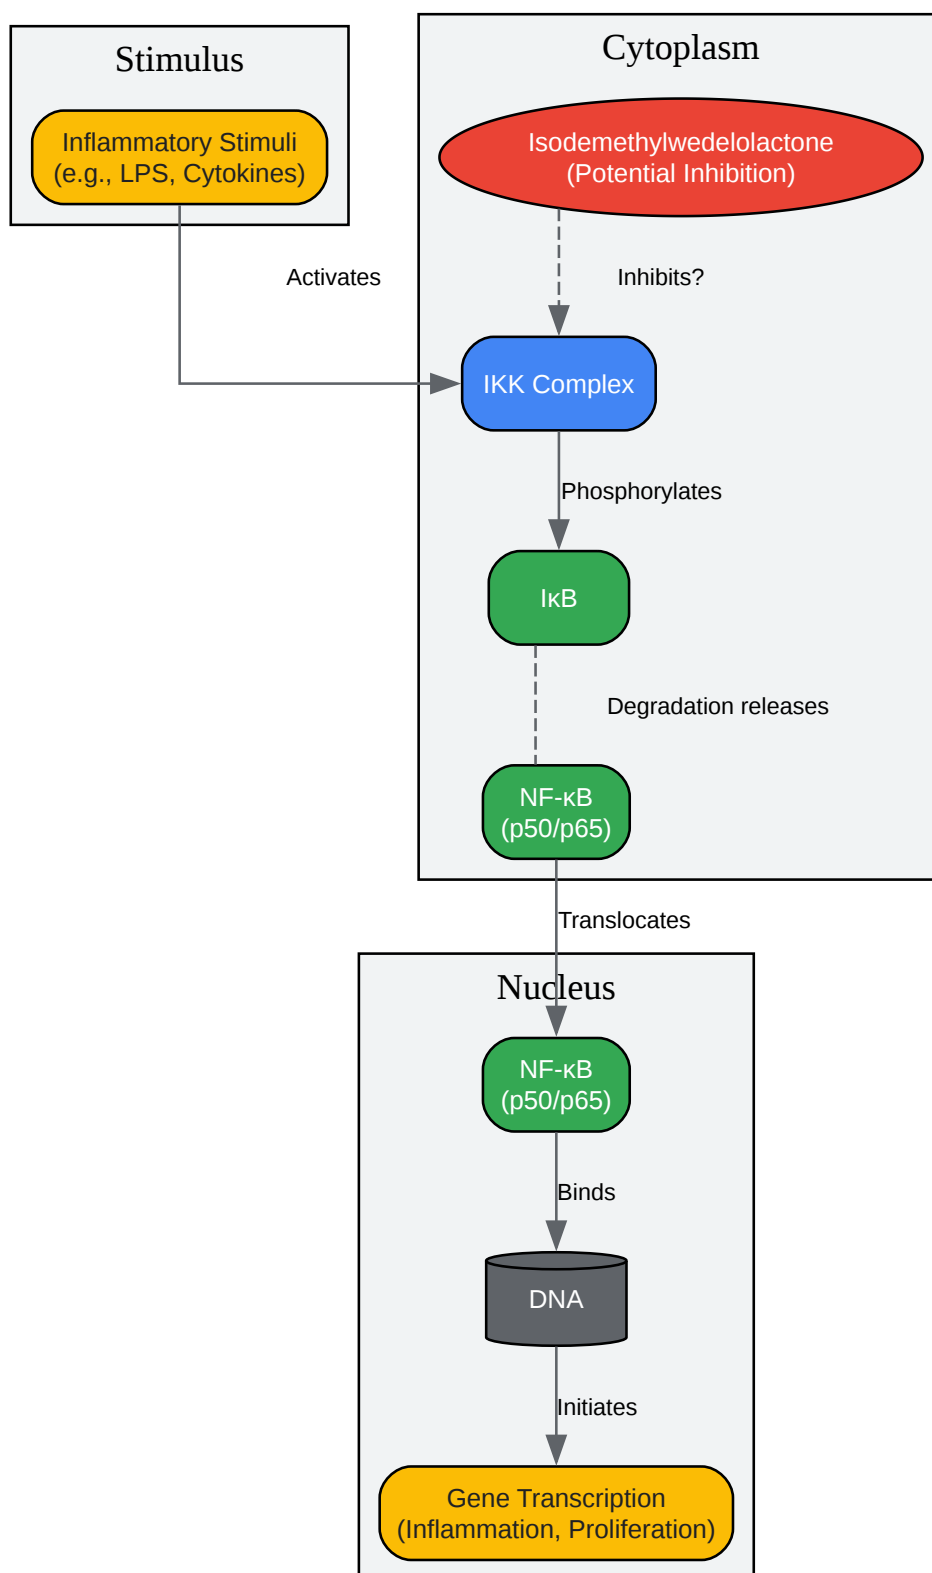 Stimulus
Inflammatory Stimuli
(e.g., LPS, Cytokines)
Activates
Cytoplasm
Isodemethylwedelolactone
(Potential Inhibition)
Inhibits?
IKK Complex
Phosphorylates
IκB
Degradation releases
NF-κB
(p50/p65)
Translocates
Nucleus
NF-κB
(p50/p65)
Binds
DNA
Initiates
Gene Transcription
(Inflammation, Proliferation)